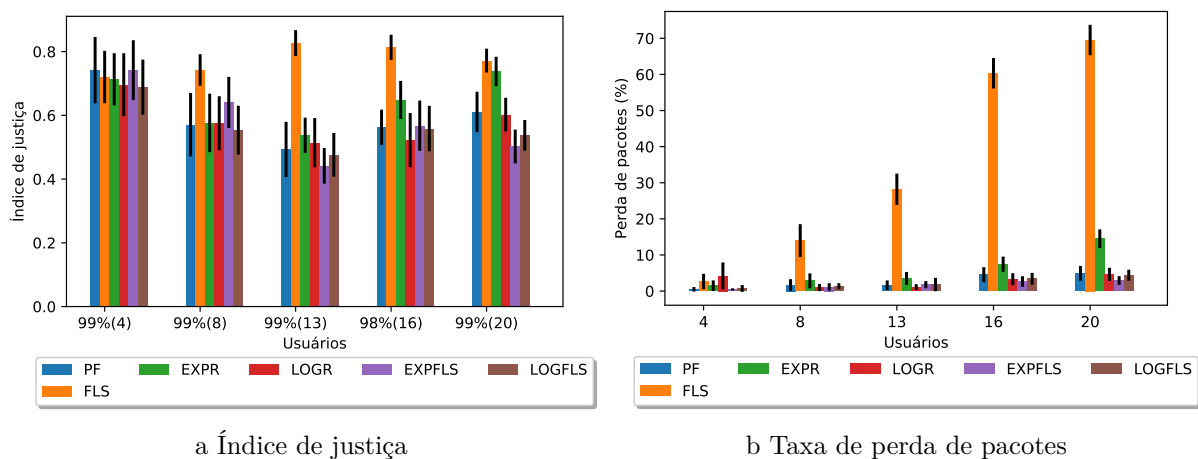 Índice de justiça
0.8
0.6
0.4
0.2
0.0
99%(4) 99%(8) 99%(13) 98%(16) 99%(20)
Usuários
PF EXPR LOGR EXPFLS LOGFLS
FLS
a Índice de justiça
Perda de pacotes (%)
70
60
50
40
30
20
10
0
4 8 13 16 20
Usuários
PF EXPR LOGR EXPFLS LOGFLS
FLS
b Taxa de perda de pacotes